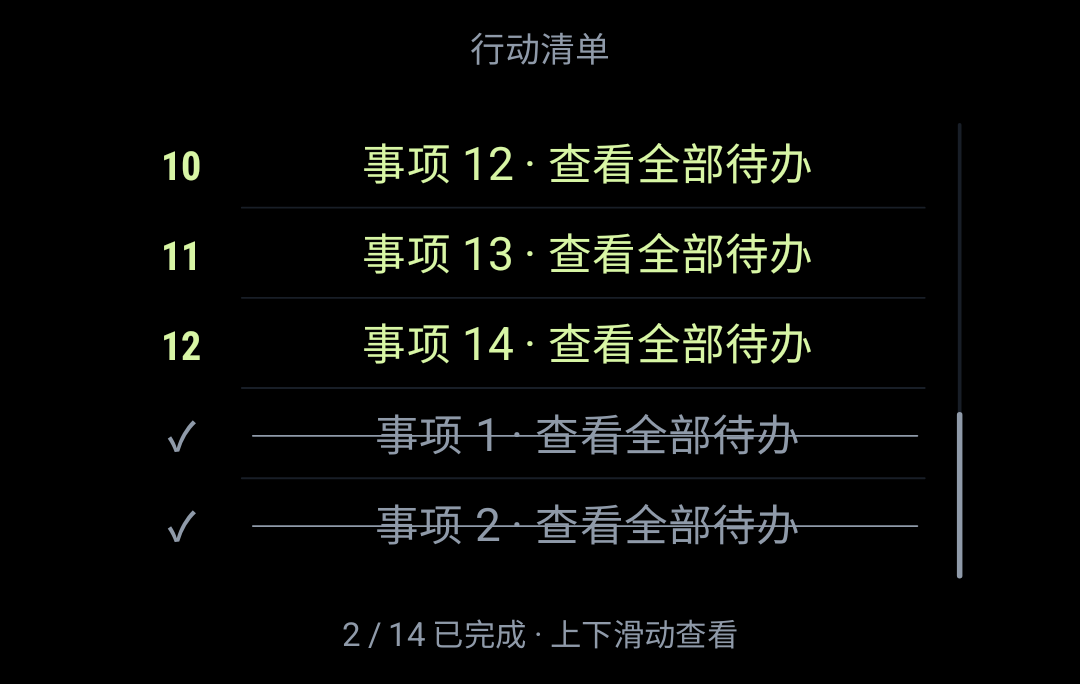 行动清单
10 事项 12 · 查看全部待办
11 事项 13 · 查看全部待办
12 事项 14 · 查看全部待办
✓ 事项 1 · 查看全部待办
✓ 事项 2 · 查看全部待办
2 / 14 已完成 · 上下滑动查看